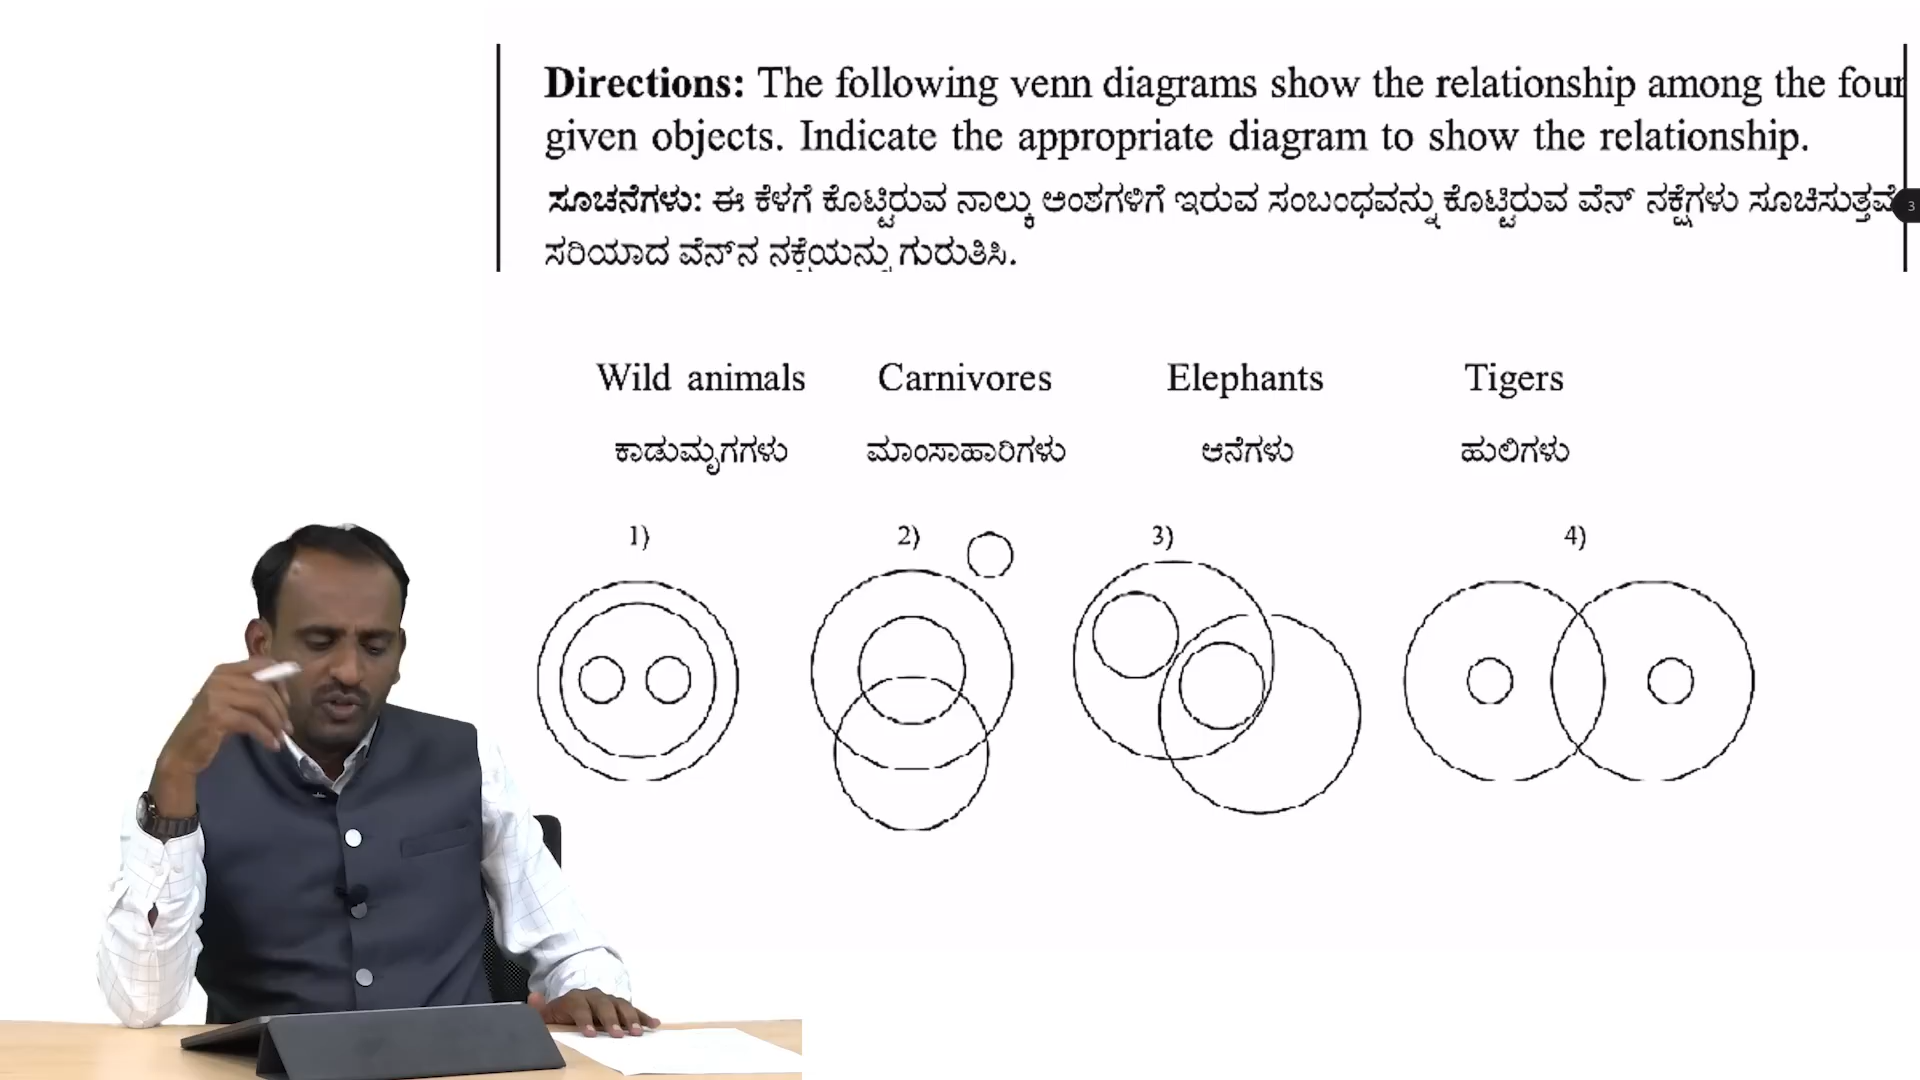 Directions: The following venn diagrams show the relationship among the four
given objects. Indicate the appropriate diagram to show the relationship.
ಸೂಚನೆಗಳು: ಈ ಕೆಳಗೆ ಕೊಟ್ಟಿರುವ ನಾಲ್ಕು ಅಂಶಗಳಿಗೆ ಇರುವ ಸಂಬಂಧವನ್ನು ಕೊಟ್ಟಿರುವ ವೆನ್ ನಕ್ಷೆಗಳು ಸೂಚಿಸುತ್ತವೆ
3
ಸರಿಯಾದ ವೆನ್‌ನ ನಕ್ಷೆಯನ್ನು ಗುರುತಿಸಿ.
Wild animals Carnivores Elephants Tigers
ಕಾಡುಮೃಗಗಳು ಮಾಂಸಾಹಾರಿಗಳು ಆನೆಗಳು ಹುಲಿಗಳು
1) 2) 3) 4)